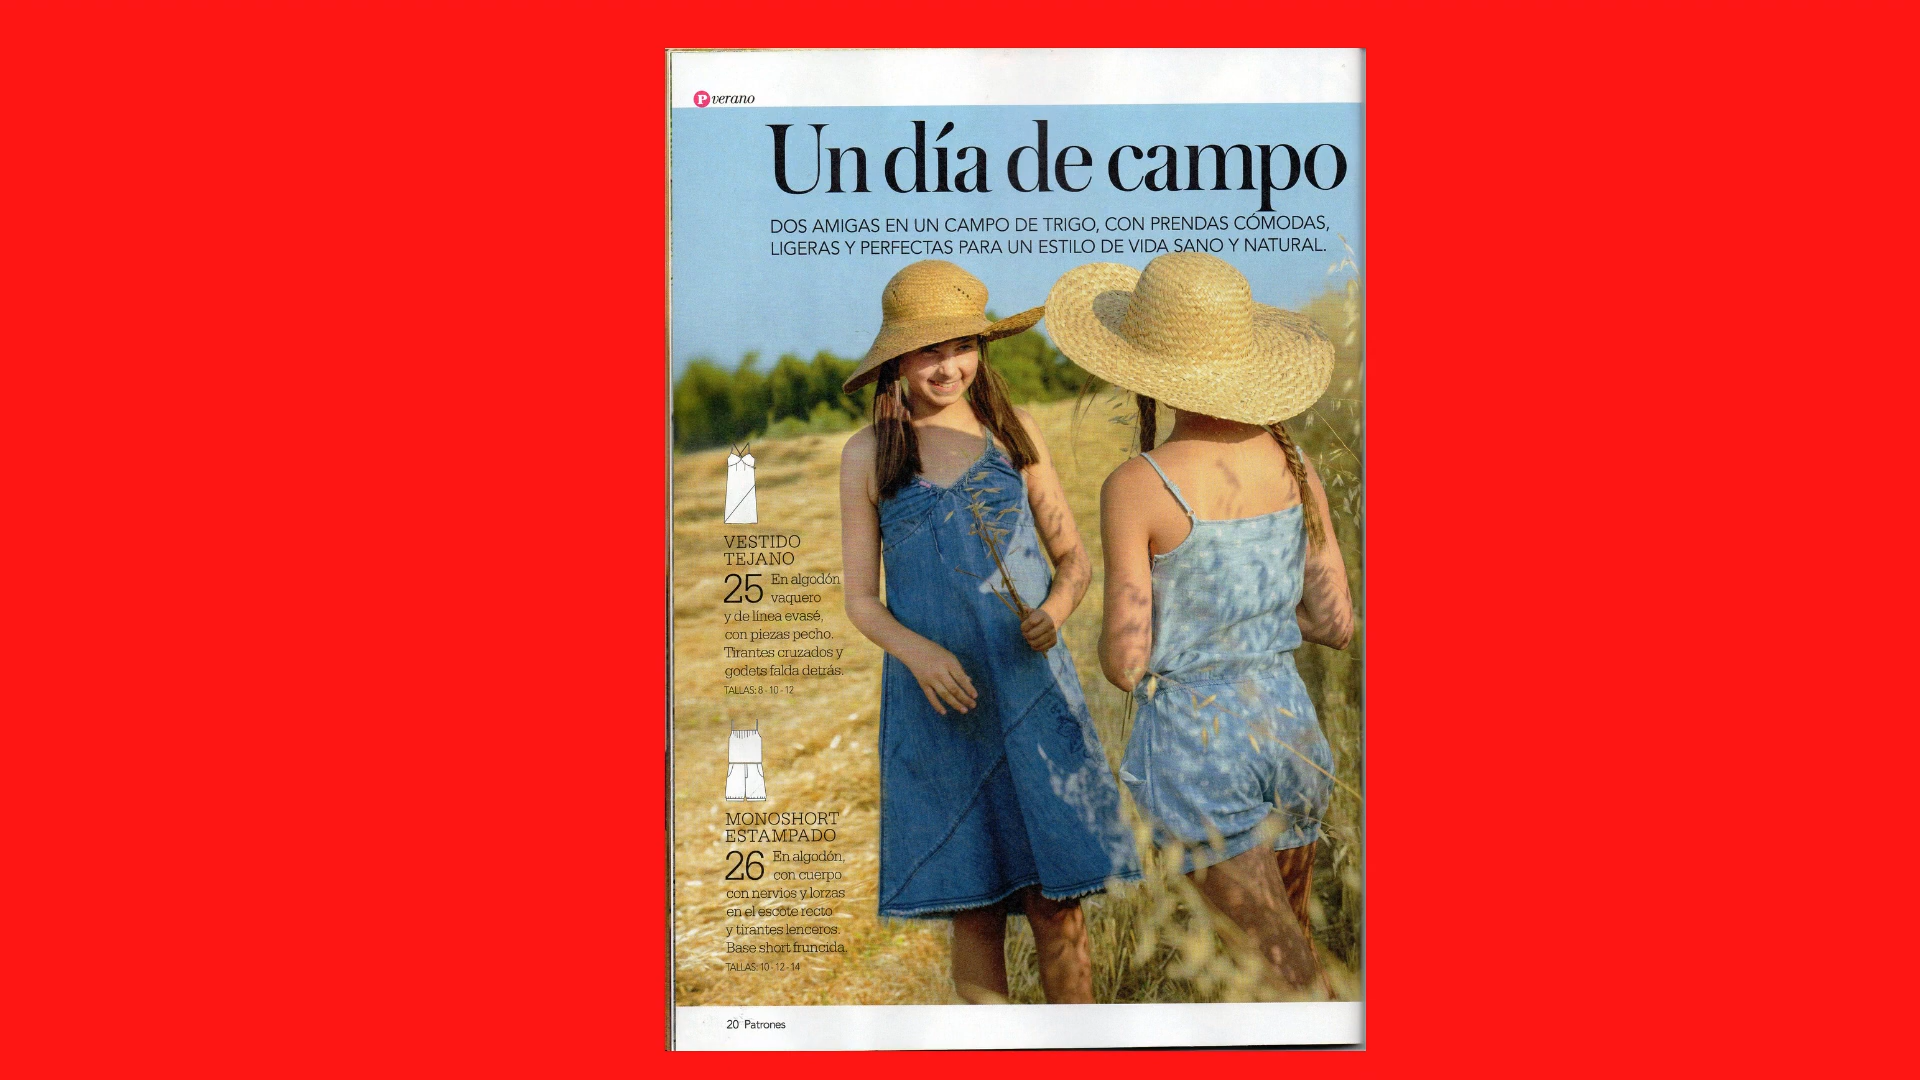 P verano
Un día de campo
DOS AMIGAS EN UN CAMPO DE TRIGO, CON PRENDAS CÓMODAS,
LIGERAS Y PERFECTAS PARA UN ESTILO DE VIDA SANO Y NATURAL.
VESTIDO
TEJANO
25 En algodón
vaquero
y de línea evasé,
con piezas pecho.
Tirantes cruzados y
godets falda detrás.
TALLAS: 8 - 10 - 12
MONOSHORT
ESTAMPADO
26 En algodón,
con cuerpo
con nervios y lorzas
en el escote recto
y tirantes lenceros.
Base short fruncida.
TALLAS: 10 - 12 - 14
20 Patrones